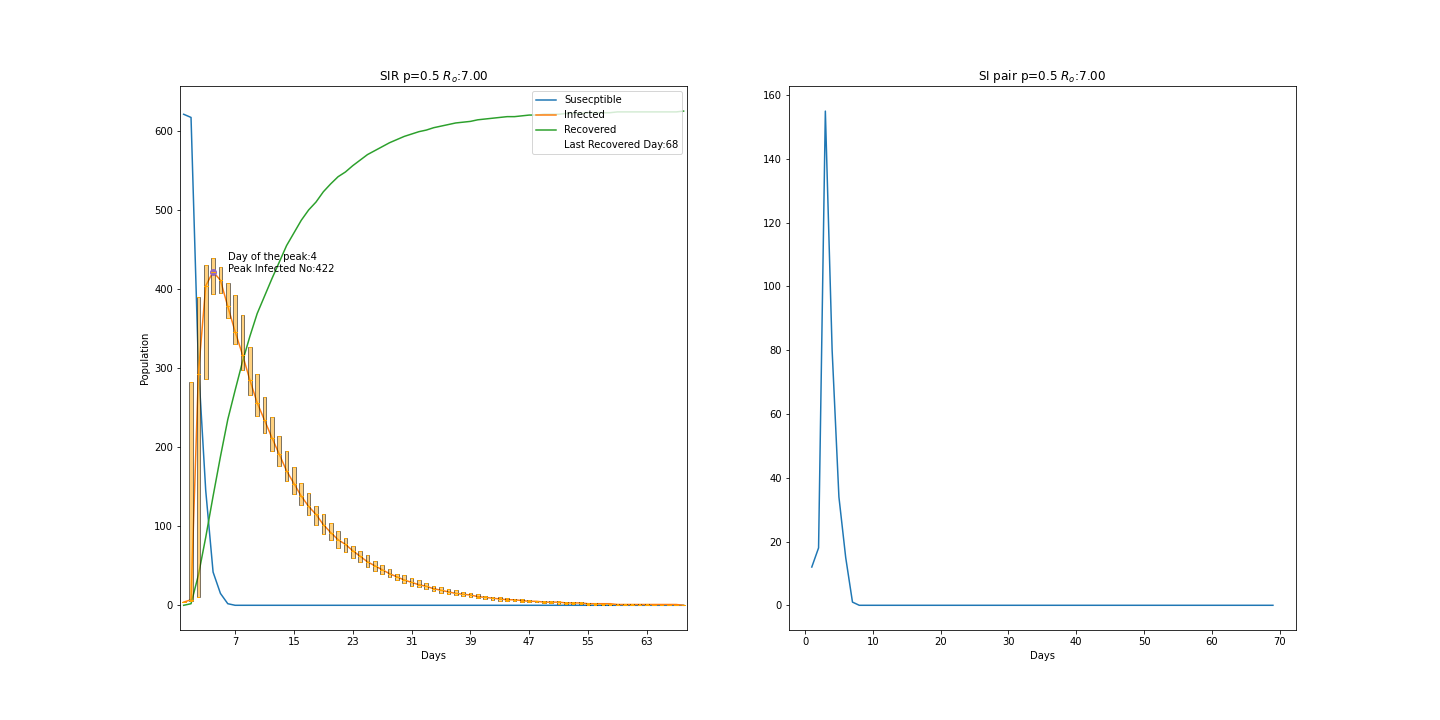 SIR p=0.5 Rₒ:7.00
Susecptible
Infected
Recovered
Last Recovered Day:68
Day of the peak:4
Peak Infected No:422
Population
600
500
400
300
200
100
0
7 15 23 31 39 47 55 63
Days
SI pair p=0.5 Rₒ:7.00
160
140
120
100
80
60
40
20
0
0 10 20 30 40 50 60 70
Days